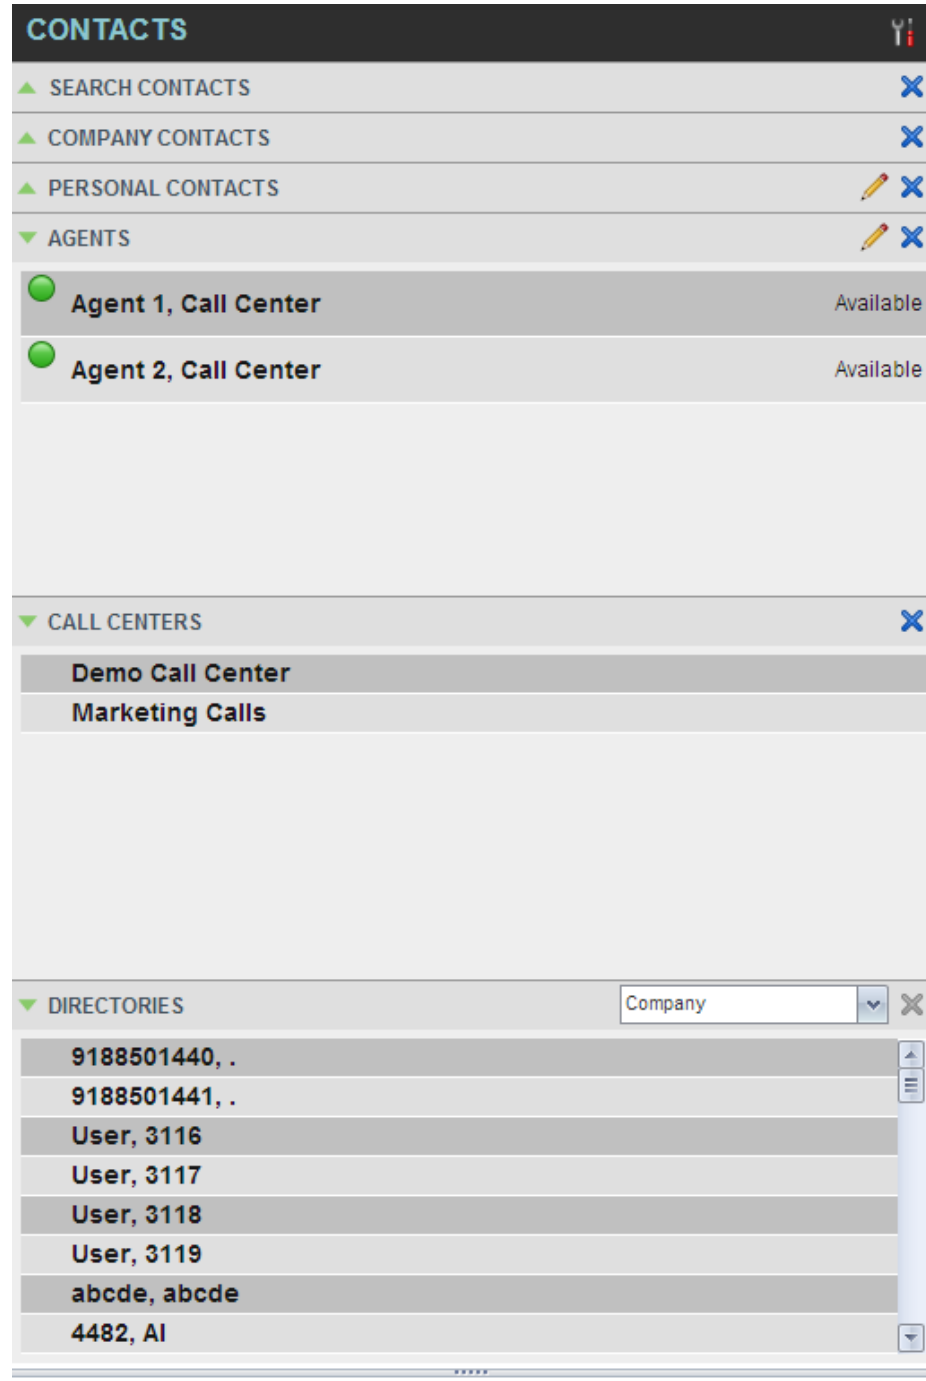 CONTACTS
SEARCH CONTACTS
COMPANY CONTACTS
PERSONAL CONTACTS
AGENTS
Agent 1, Call Center Available
Agent 2, Call Center Available
CALL CENTERS
Demo Call Center
Marketing Calls
DIRECTORIES Company
9188501440, .
9188501441, .
User, 3116
User, 3117
User, 3118
User, 3119
abcde, abcde
4482, Al